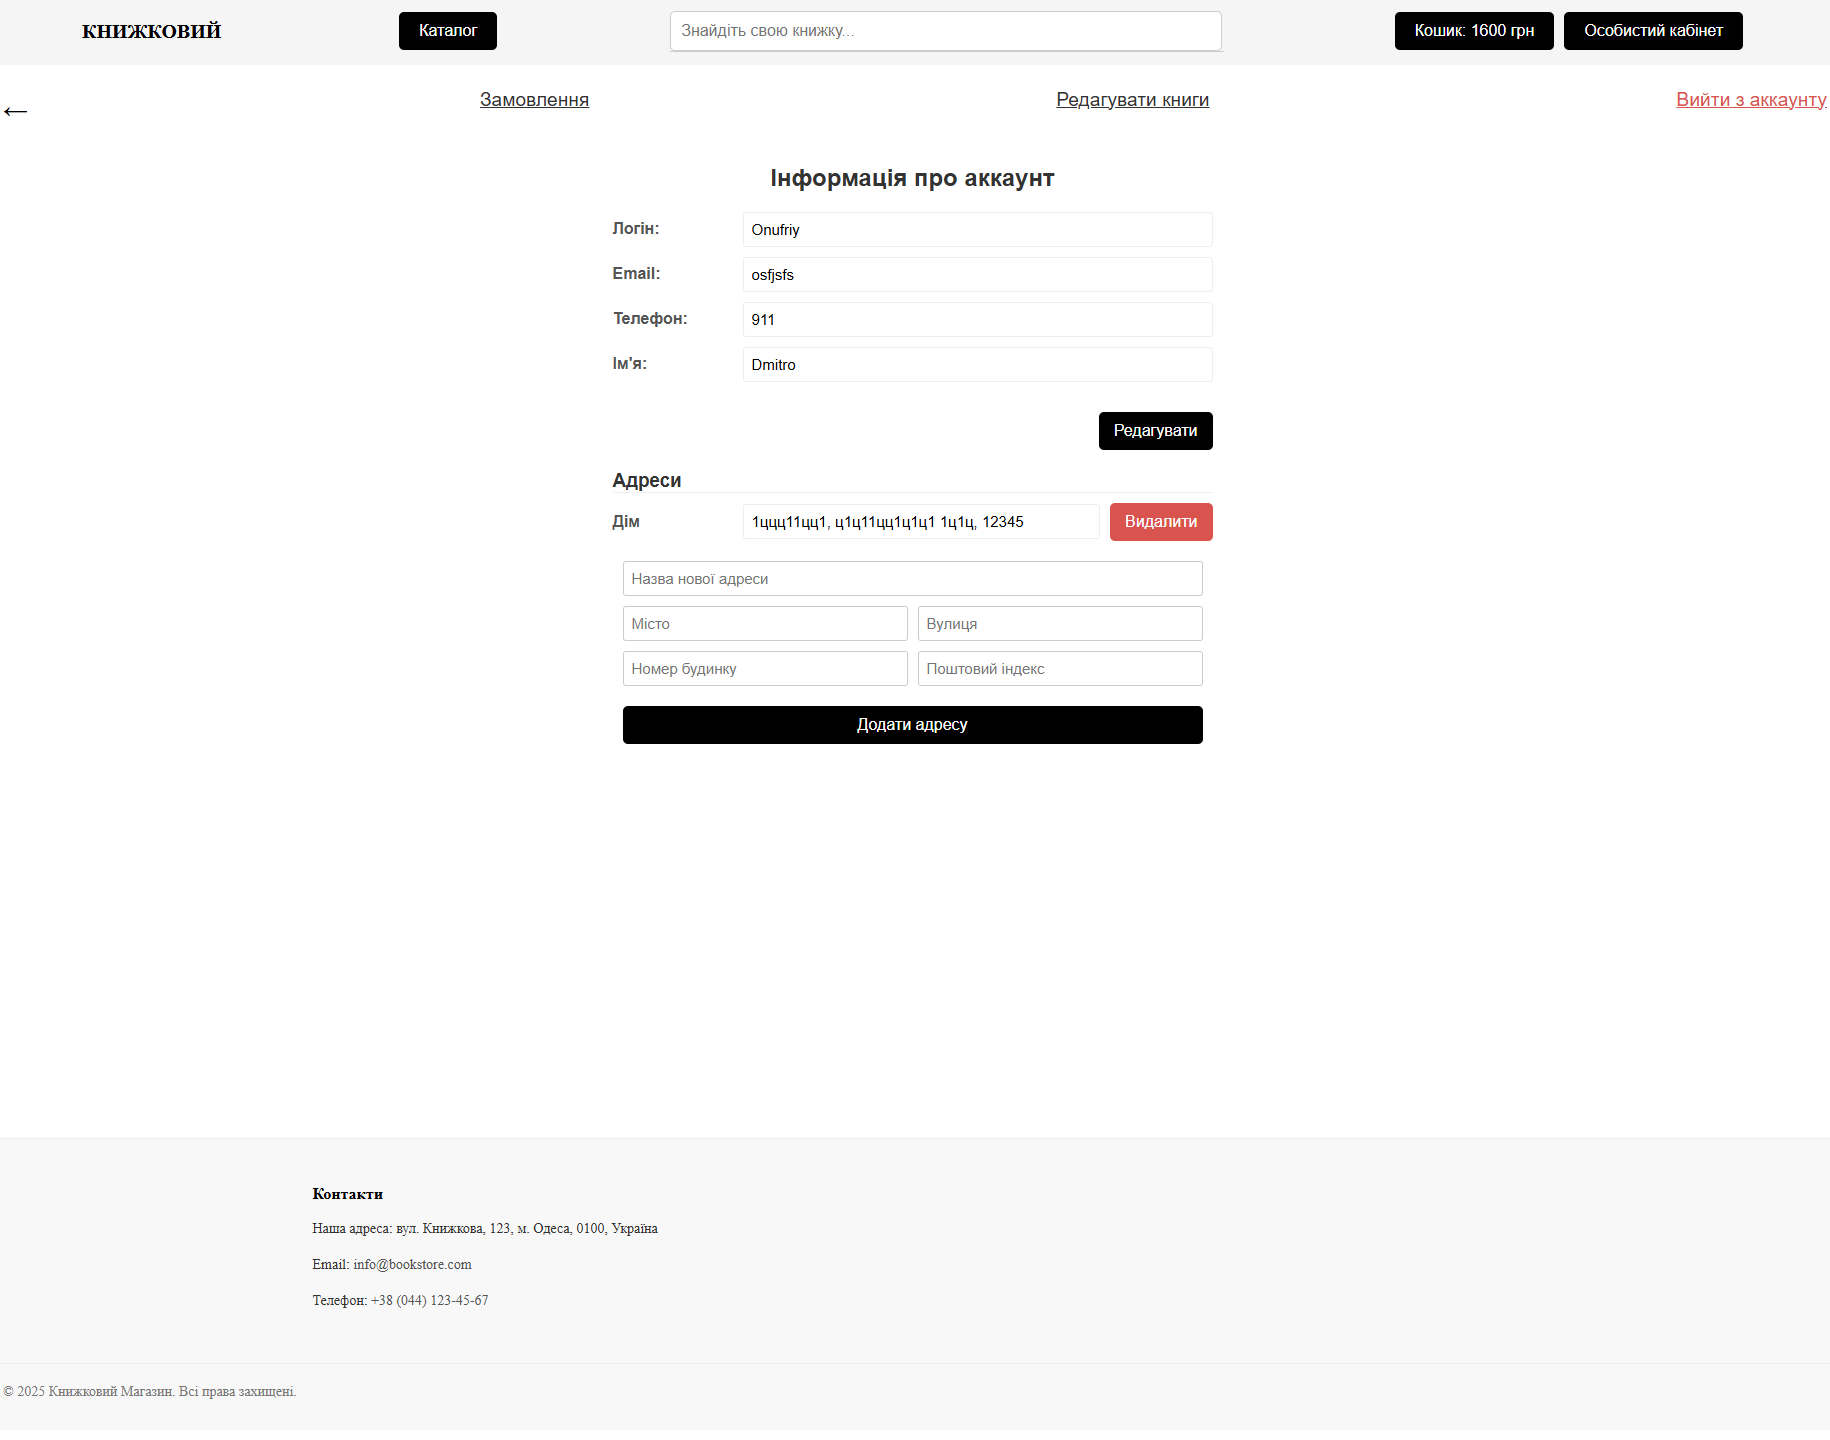 КНИЖКОВИЙ
Каталог
Знайдіть свою книжку...
Кошик: 1600 грн
Особистий кабінет
←
Замовлення
Редагувати книги
Вийти з аккаунту
Інформація про аккаунт
Логін: Onufriy
Email: osfjsfs
Телефон: 911
Ім'я: Dmitro
Редагувати
Адреси
Дім 1ццц11цц1, ц1ц11цц1ц1ц1 1ц1ц, 12345 Видалити
Назва нової адреси
Місто Вулиця
Номер будинку Поштовий індекс
Додати адресу
Контакти
Наша адреса: вул. Книжкова, 123, м. Одеса, 0100, Україна
Email: info@bookstore.com
Телефон: +38 (044) 123-45-67
© 2025 Книжковий Магазин. Всі права захищені.